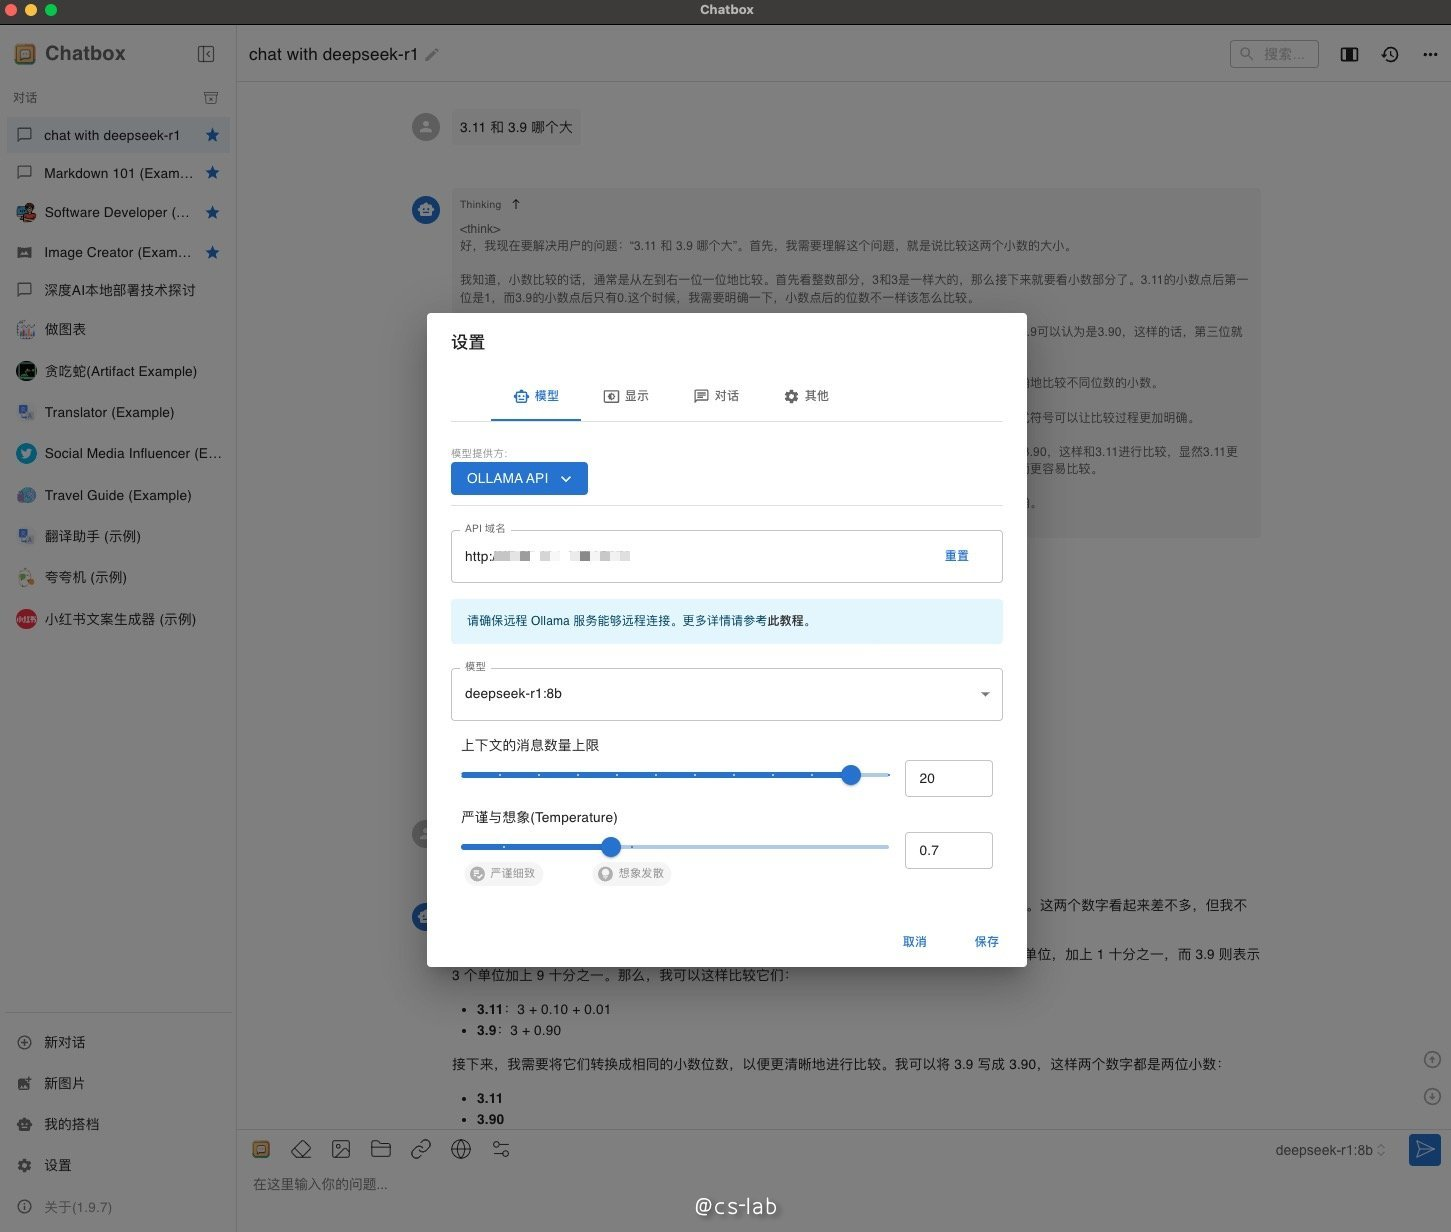 Chatbox
Chatbox
chat with deepseek-r1
搜索...
对话
chat with deepseek-r1
Markdown 101 (Exam...
Software Developer (...
Image Creator (Exam...
深度AI本地部署技术探讨
做图表
贪吃蛇(Artifact Example)
Translator (Example)
Social Media Influencer (E...
Travel Guide (Example)
翻译助手 (示例)
夸夸机 (示例)
小红书
小红书文案生成器 (示例)
新对话
新图片
我的搭档
设置
关于(1.9.7)
3.11 和 3.9 哪个大
Thinking
<think>
好，我现在要解决用户的问题：“3.11 和 3.9 哪个大”。首先，我需要理解这个问题，就是说比较这两个小数的大小。
我知道，小数比较的话，通常是从左到右一位一位地比较。首先看整数部分，3和3是一样大的，那么接下来就要看小数部分了。3.11的小数点后第一
位是1，而3.9的小数点后只有0.这个时候，我需要明确一下，小数点后的位数不一样该怎么比较。
9可以认为是3.90，这样的话，第三位就
地比较不同位数的小数。
符号可以让比较过程更加明确。
3.90，这样和3.11进行比较，显然3.11更
更容易比较。
设置
模型
显示
对话
其他
模型提供方:
OLLAMA API
API 域名
http:
重置
请确保远程 Ollama 服务能够远程连接。更多详情请参考此教程。
模型
deepseek-r1:8b
上下文的消息数量上限
20
严谨与想象(Temperature)
0.7
严谨细致
想象发散
取消
保存
。这两个数字看起来差不多，但我不
单位，加上 1 十分之一，而 3.9 则表示
3 个单位加上 9 十分之一。那么，我可以这样比较它们：
3.11：3 + 0.10 + 0.01
3.9：3 + 0.90
接下来，我需要将它们转换成相同的小数位数，以便更清晰地进行比较。我可以将 3.9 写成 3.90，这样两个数字都是两位小数：
3.11
3.90
deepseek-r1:8b
在这里输入你的问题...
@cs-lab